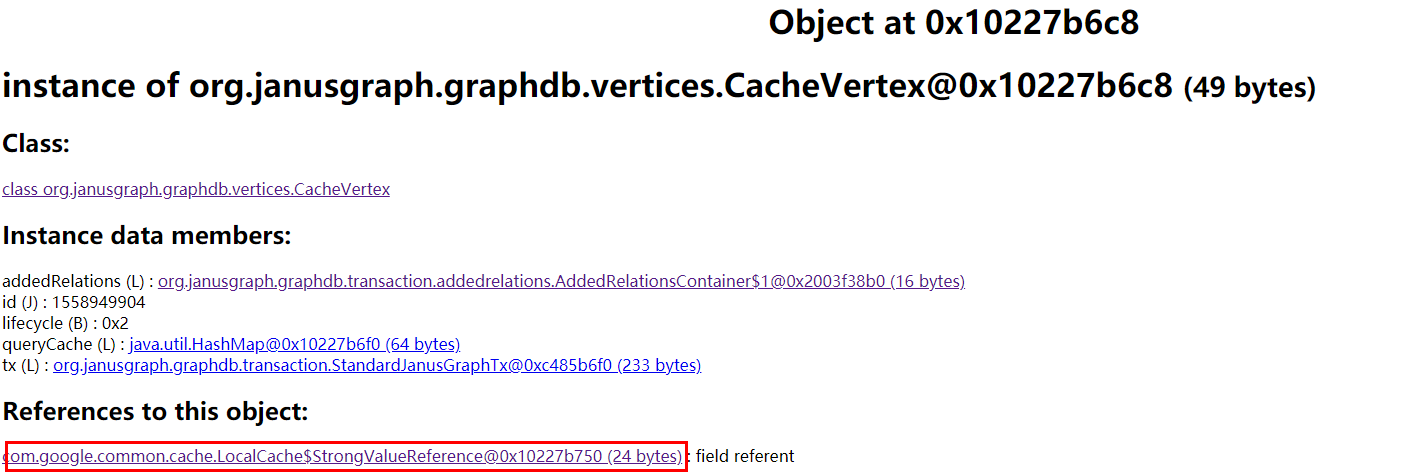 Object at 0x10227b6c8
instance of org.janusgraph.graphdb.vertices.CacheVertex@0x10227b6c8 (49 bytes)
Class:
class org.janusgraph.graphdb.vertices.CacheVertex
Instance data members:
addedRelations (L) : org.janusgraph.graphdb.transaction.addedrelations.AddedRelationsContainer$1@0x2003f38b0 (16 bytes)
id (J) : 1558949904
lifecycle (B) : 0x2
queryCache (L) : java.util.HashMap@0x10227b6f0 (64 bytes)
tx (L) : org.janusgraph.graphdb.transaction.StandardJanusGraphTx@0xc485b6f0 (233 bytes)
References to this object:
com.google.common.cache.LocalCache$StrongValueReference@0x10227b750 (24 bytes) : field referent